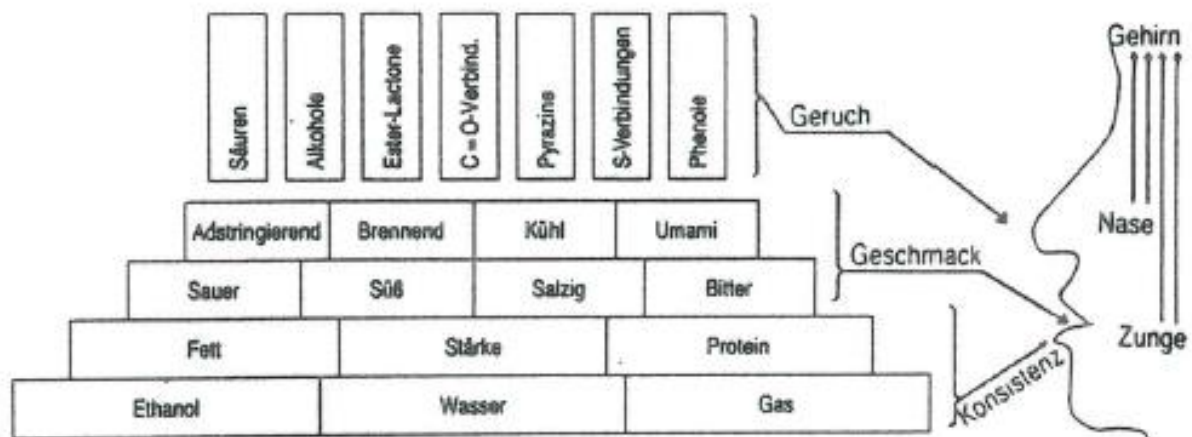 Säuren
Alkohole
Ester-Lactone
C=O-Verbind.
Pyrazine
S-Verbindungen
Phenole
Geruch
Gehirn
Nase
Adstringierend
Brennend
Kühl
Umami
Geschmack
Sauer
Süß
Salzig
Bitter
Zunge
Fett
Stärke
Protein
Konsistenz
Ethanol
Wasser
Gas